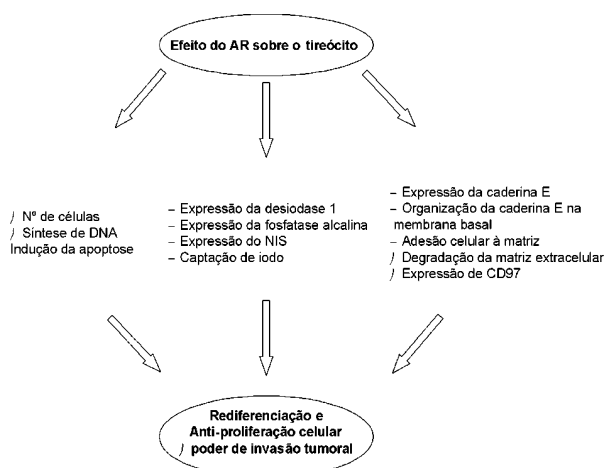 Efeito do AR sobre o tireócito
/ Nº de células
/ Síntese de DNA
Indução da apoptose
– Expressão da desiodase 1
– Expressão da fosfatase alcalina
– Expressão do NIS
– Captação de iodo
– Expressão da caderina E
– Organização da caderina E na
membrana basal
– Adesão celular à matriz
/ Degradação da matriz extracelular
/ Expressão de CD97
Rediferenciação e
Anti-proliferação celular
/ poder de invasão tumoral